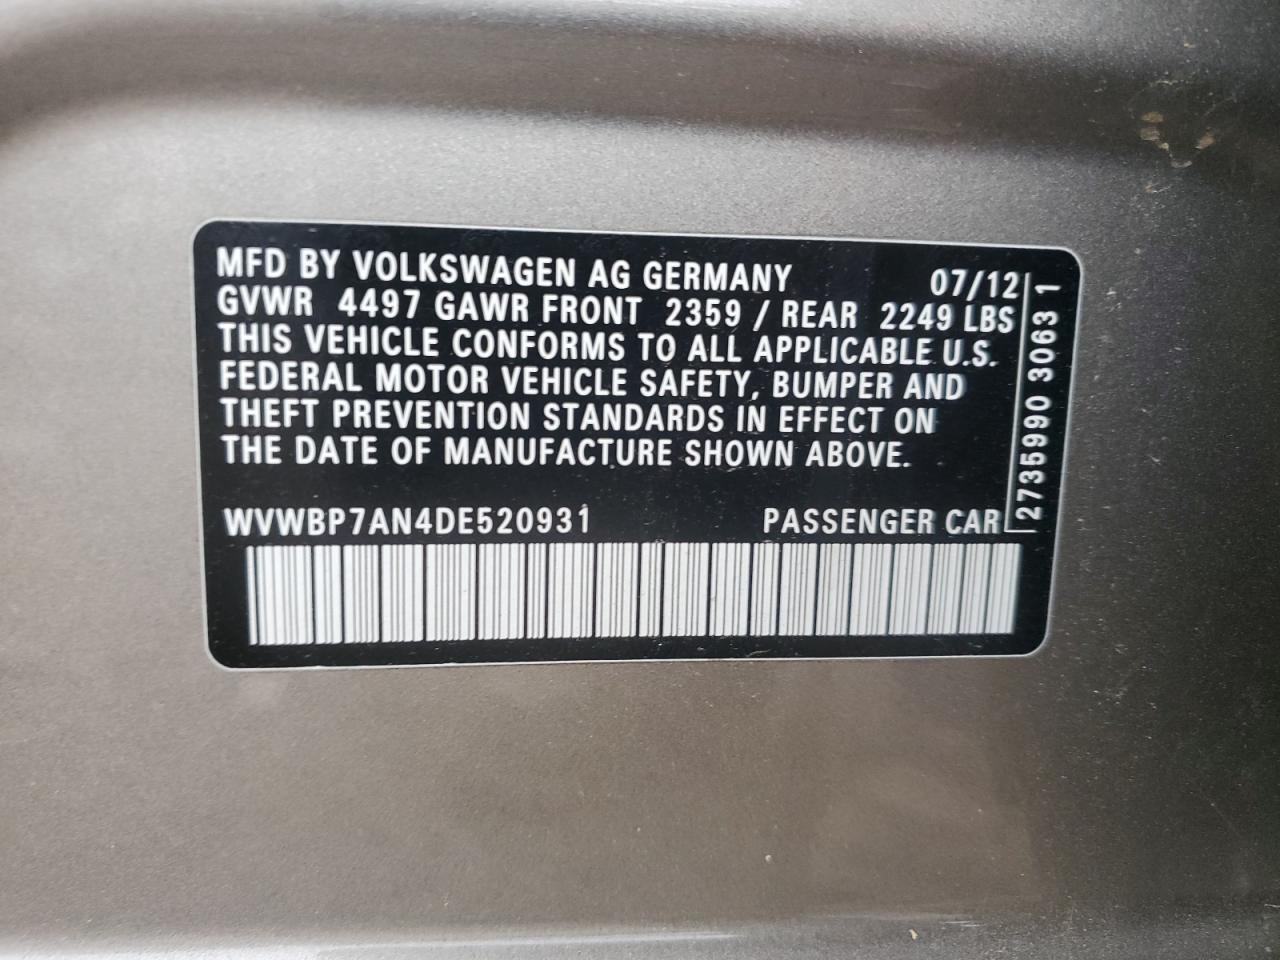 MFD BY VOLKSWAGEN AG GERMANY 07/12
GVWR 4497 GAWR FRONT 2359 / REAR 2249 LBS
THIS VEHICLE CONFORMS TO ALL APPLICABLE U.S.
FEDERAL MOTOR VEHICLE SAFETY, BUMPER AND
THEFT PREVENTION STANDARDS IN EFFECT ON
THE DATE OF MANUFACTURE SHOWN ABOVE.
WVWBP7AN4DE520931 PASSENGER CAR
2735990 3063 1